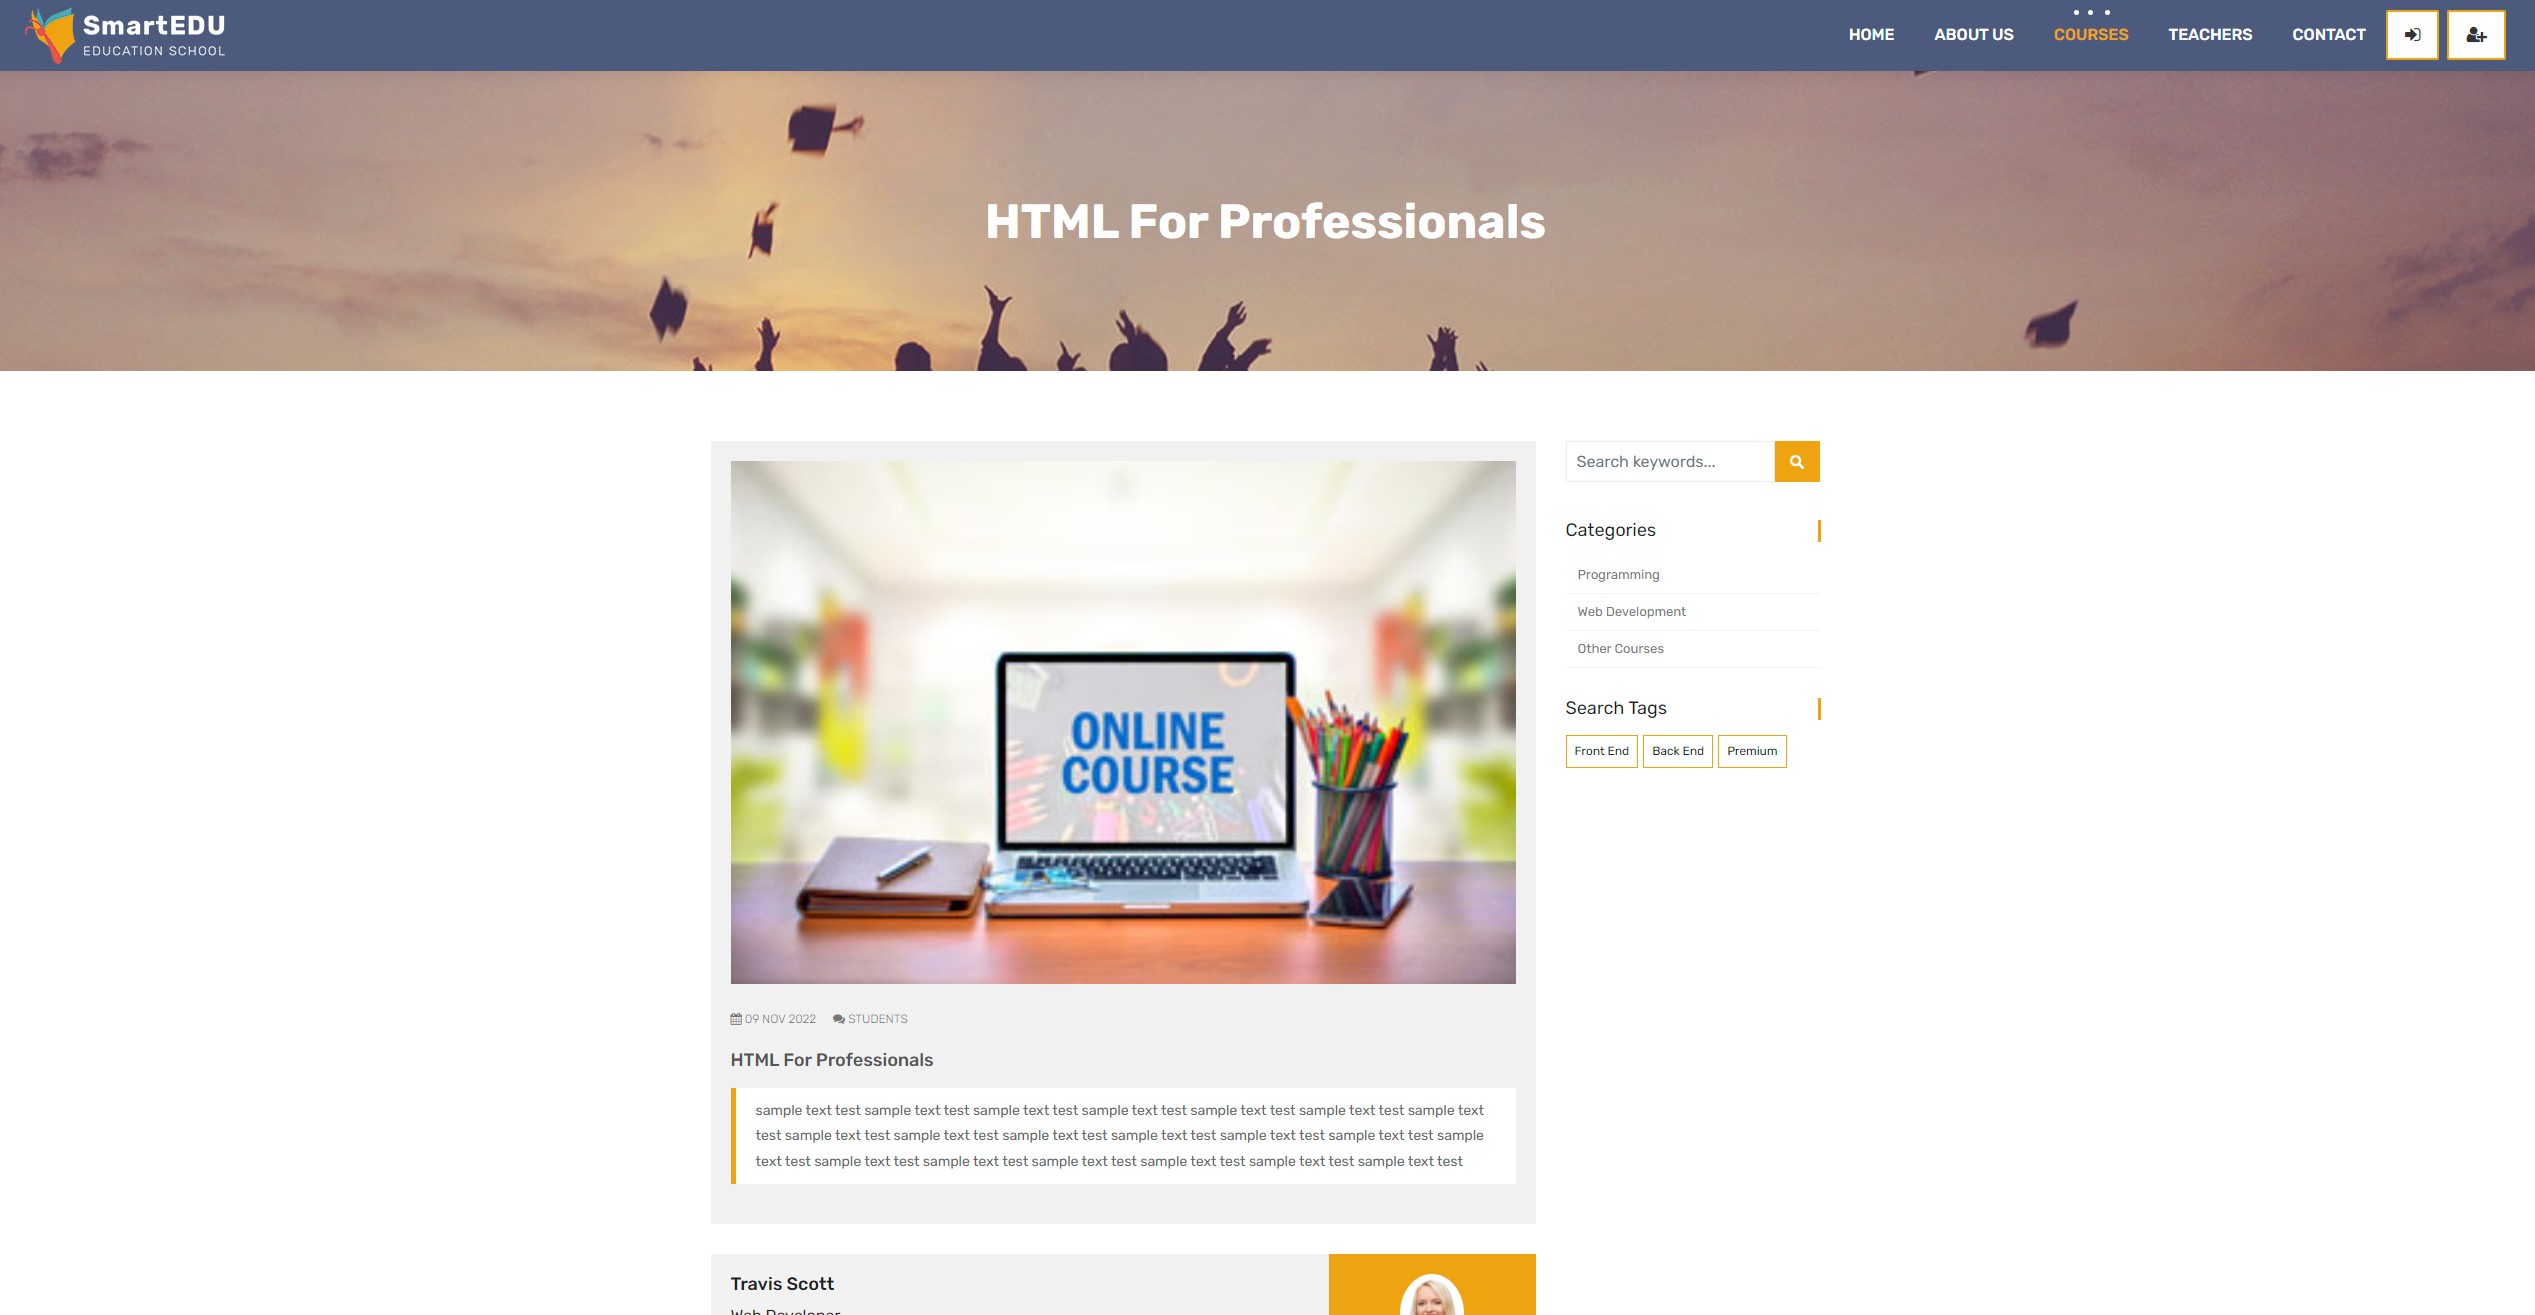 SmartEDU
EDUCATION SCHOOL
HOME ABOUT US COURSES TEACHERS CONTACT
HTML For Professionals
ONLINE
COURSE
09 NOV 2022 STUDENTS
HTML For Professionals
sample text test sample text test sample text test sample text test sample text test sample text test sample text
test sample text test sample text test sample text test sample text test sample text test sample text test sample
text test sample text test sample text test sample text test sample text test sample text test sample text test
Travis Scott
Web Developer
Search keywords...
Categories
Programming
Web Development
Other Courses
Search Tags
Front End Back End Premium